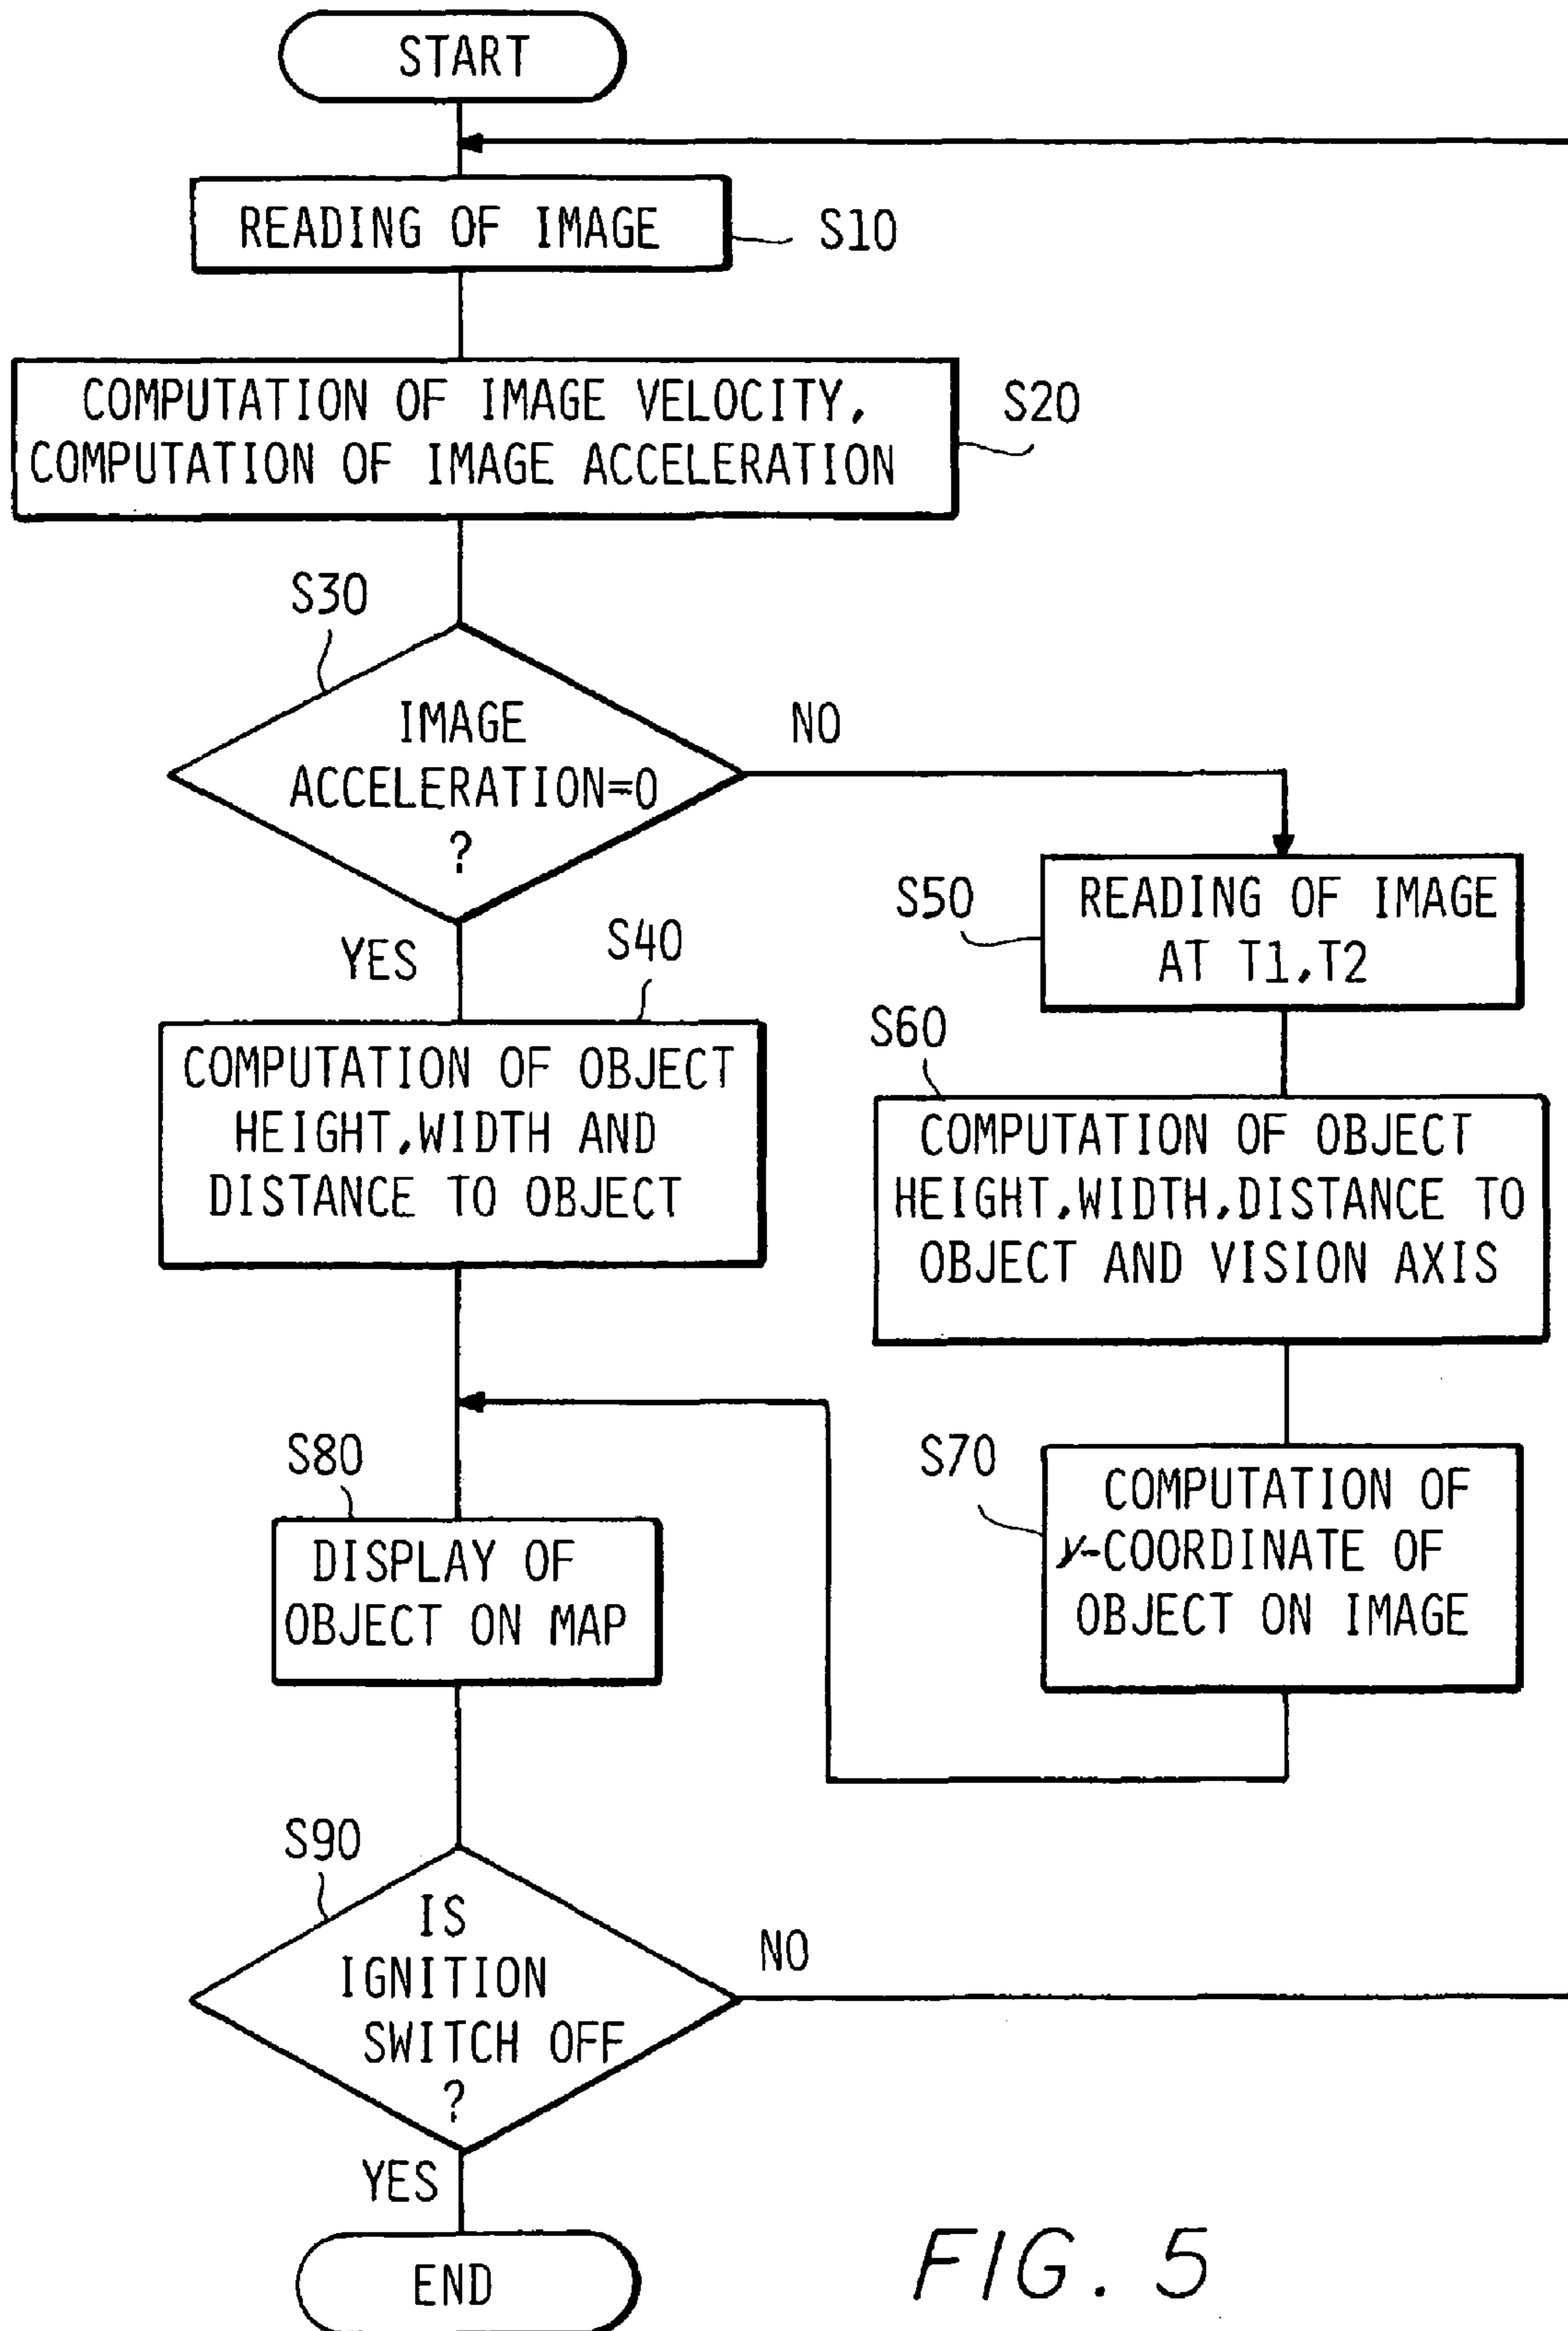 START
READING OF IMAGE
S10
COMPUTATION OF IMAGE VELOCITY,
COMPUTATION OF IMAGE ACCELERATION
S20
S30
IMAGE
ACCELERATION=0
?
NO
YES
S40
COMPUTATION OF OBJECT
HEIGHT,WIDTH AND
DISTANCE TO OBJECT
S50
READING OF IMAGE
AT T1,T2
S60
COMPUTATION OF OBJECT
HEIGHT,WIDTH,DISTANCE TO
OBJECT AND VISION AXIS
S70
COMPUTATION OF
y-COORDINATE OF
OBJECT ON IMAGE
S80
DISPLAY OF
OBJECT ON MAP
S90
IS
IGNITION
SWITCH OFF
?
NO
YES
END
FIG. 5